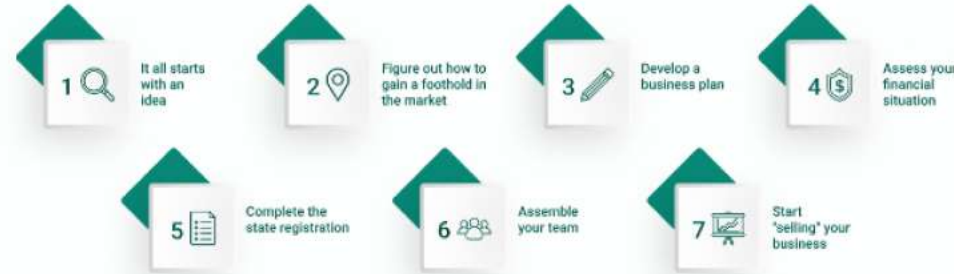 1
It all starts
with an
idea
2
Figure out how to
gain a foothold in
the market
3
Develop a
business plan
4
$
Assess your
financial
situation
5
Complete the
state registration
6
Assemble
your team
7
Start
"selling" your
business